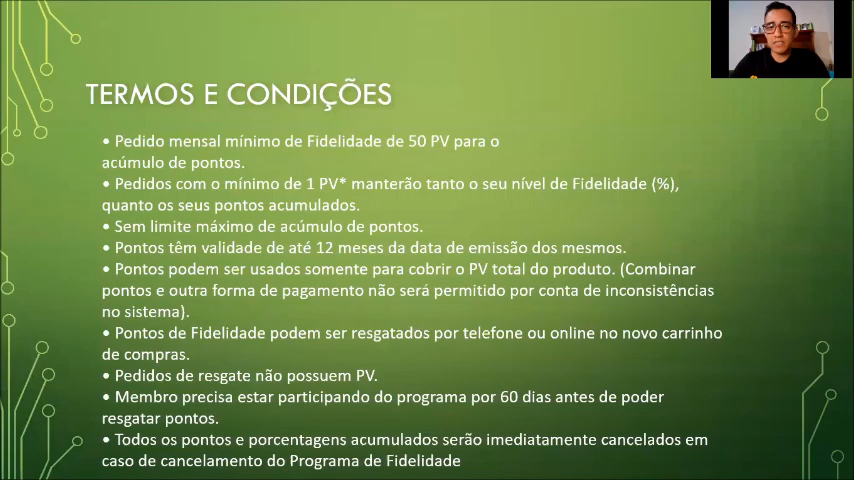 TERMOS E CONDIÇÕES
• Pedido mensal mínimo de Fidelidade de 50 PV para o
acúmulo de pontos.
• Pedidos com o mínimo de 1 PV* manterão tanto o seu nível de Fidelidade (%),
quanto os seus pontos acumulados.
• Sem limite máximo de acúmulo de pontos.
• Pontos têm validade de até 12 meses da data de emissão dos mesmos.
• Pontos podem ser usados somente para cobrir o PV total do produto. (Combinar
pontos e outra forma de pagamento não será permitido por conta de inconsistências
no sistema).
• Pontos de Fidelidade podem ser resgatados por telefone ou online no novo carrinho
de compras.
• Pedidos de resgate não possuem PV.
• Membro precisa estar participando do programa por 60 dias antes de poder
resgatar pontos.
• Todos os pontos e porcentagens acumulados serão imediatamente cancelados em
caso de cancelamento do Programa de Fidelidade